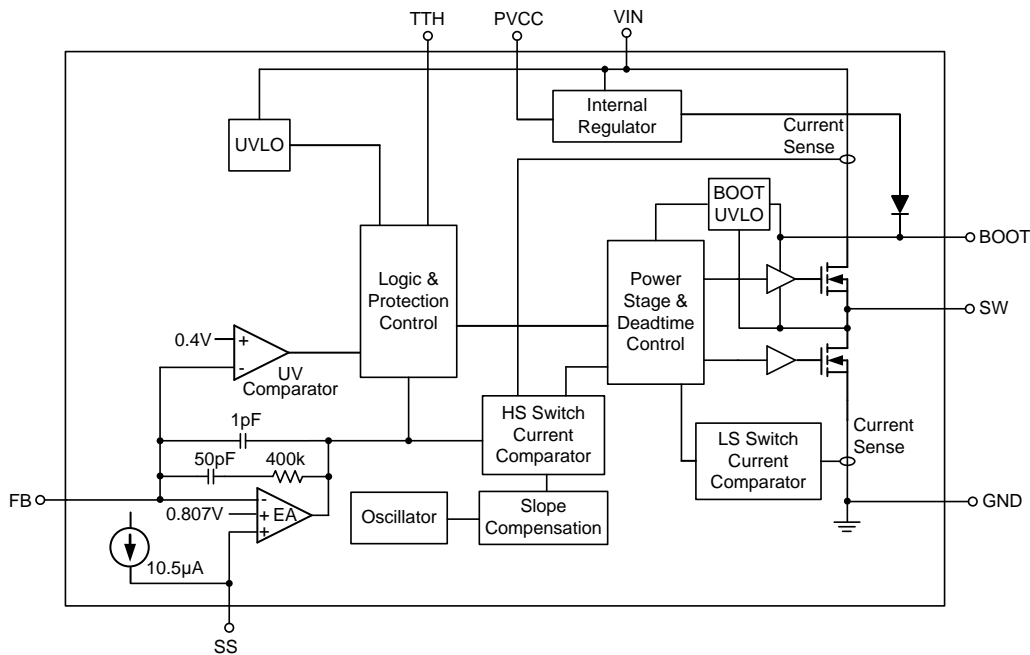 TTH
PVCC
VIN
Internal
Regulator
UVLO
Current
Sense
BOOT
UVLO
BOOT
Logic &
Protection
Control
Power
Stage &
Deadtime
Control
SW
0.4V
+
-
UV
Comparator
1pF
HS Switch
Current
Comparator
LS Switch
Current
Comparator
Current
Sense
50pF
400k
FB
-
EA
0.807V
+
+
Oscillator
Slope
Compensation
GND
10.5µA
SS